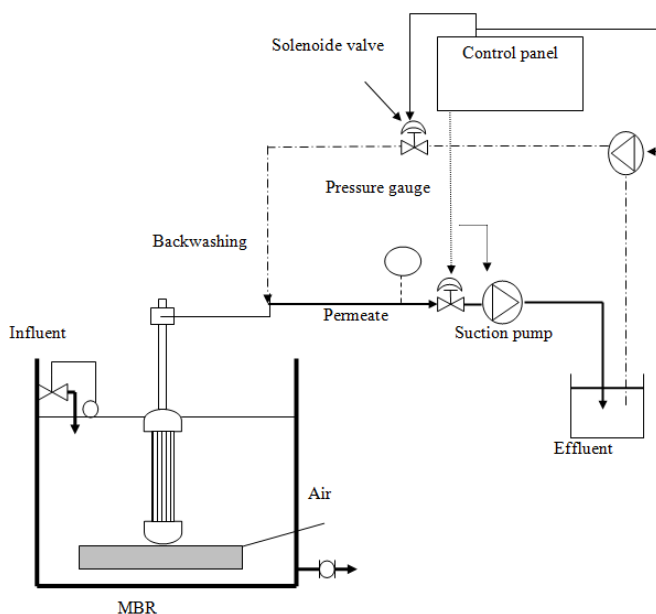 Solenoide valve
Control panel
Pressure gauge
Backwashing
Permeate
Suction pump
Influent
Effluent
Air
MBR